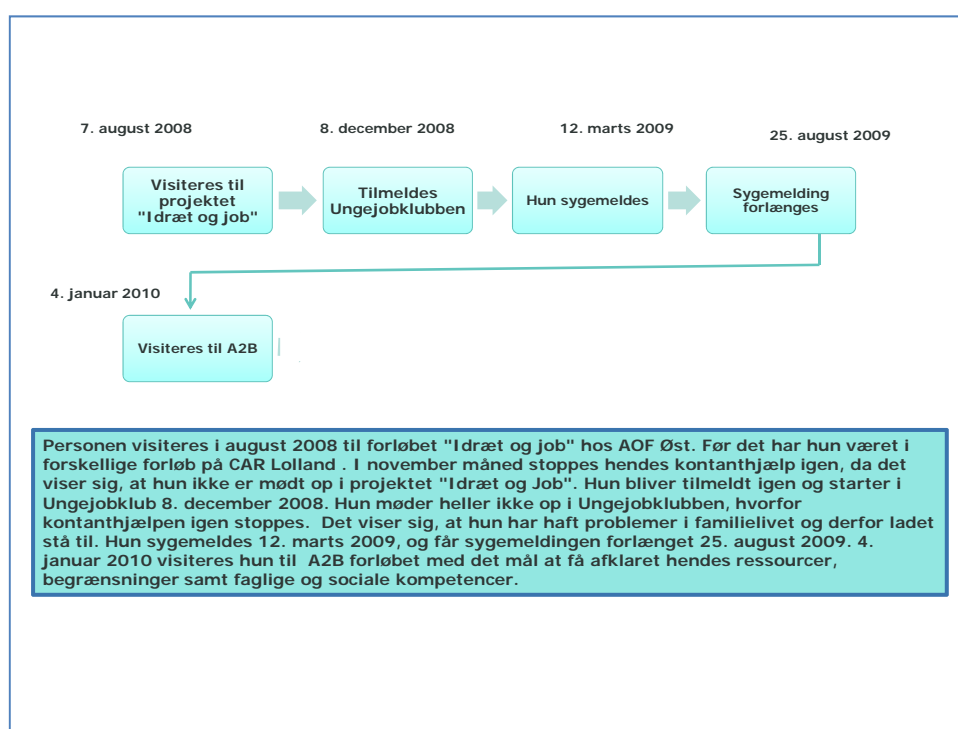 7. august 2008
8. december 2008
12. marts 2009
25. august 2009
Visiteres til
projektet
"Idræt og job"
Tilmeldes
Ungejobklubben
Hun sygemeldes
Sygemelding
forlænges
4. januar 2010
Visiteres til A2B
Personen visiteres i august 2008 til forløbet "Idræt og job" hos AOF Øst. Før det har hun været i
forskellige forløb på CAR Lolland . I november måned stoppes hendes kontanthjælp igen, da det
viser sig, at hun ikke er mødt op i projektet "Idræt og Job". Hun bliver tilmeldt igen og starter i
Ungejobklub 8. december 2008. Hun møder heller ikke op i Ungejobklubben, hvorfor
kontanthjælpen igen stoppes.  Det viser sig, at hun har haft problemer i familielivet og derfor ladet
stå til. Hun sygemeldes 12. marts 2009, og får sygemeldingen forlænget 25. august 2009. 4.
januar 2010 visiteres hun til  A2B forløbet med det mål at få afklaret hendes ressourcer,
begrænsninger samt faglige og sociale kompetencer.